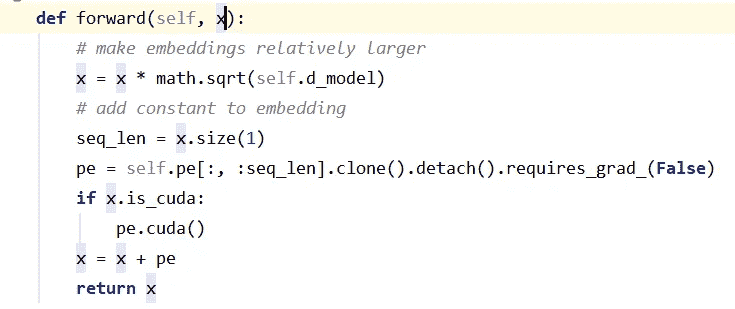 def forward(self, x):
    # make embeddings relatively larger
    x = x * math.sqrt(self.d_model)
    # add constant to embedding
    seq_len = x.size(1)
    pe = self.pe[:, :seq_len].clone().detach().requires_grad_(False)
    if x.is_cuda:
        pe.cuda()
    x = x + pe
    return x